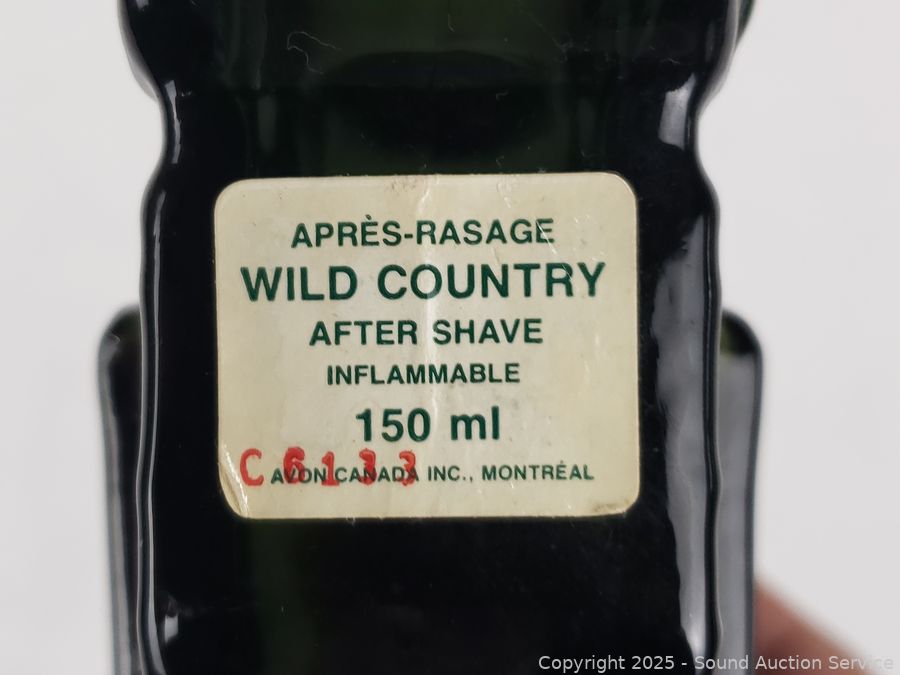 APRÈS-RASAGE
WILD COUNTRY
AFTER SHAVE
INFLAMMABLE
150 ml
C 6133
AVON CANADA INC., MONTRÉAL
Copyright 2025 - Sound Auction Service